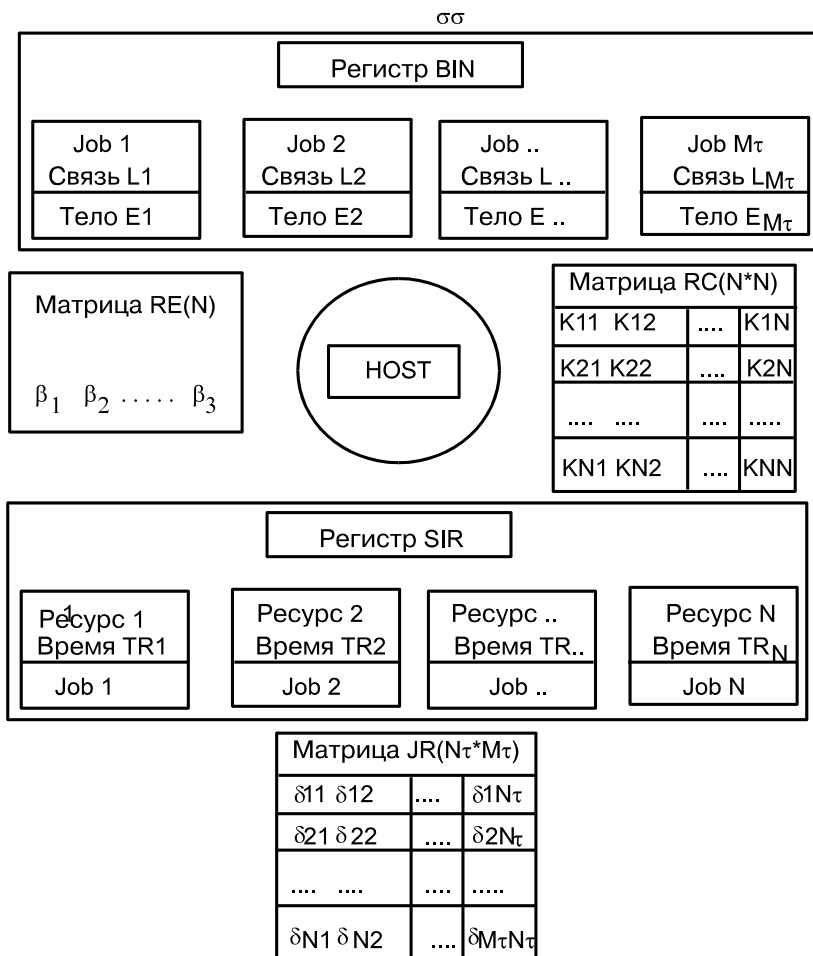 σσ
Регистр BIN
Job 1 Job 2 Job .. Job Mτ
Связь L1 Связь L2 Связь L .. Связь LMτ
Тело E1 Тело E2 Тело E .. Тело EMτ
Матрица RE(N)
β1 β2 ..... β3
HOST
Матрица RC(N*N)
K11 K12 .... K1N
K21 K22 .... K2N
.... .... .... .....
KN1 KN2 .... KNN
Регистр SIR
1
Ресурс 1 Ресурс 2 Ресурс .. Ресурс N
Время TR1 Время TR2 Время TR.. Время TRN
Job 1 Job 2 Job .. Job N
Матрица JR(Nτ*Mτ)
δ11 δ12 .... δ1Nτ
δ21 δ22 .... δ2Nτ
.... .... .... .....
δN1 δN2 .... δMτNτ